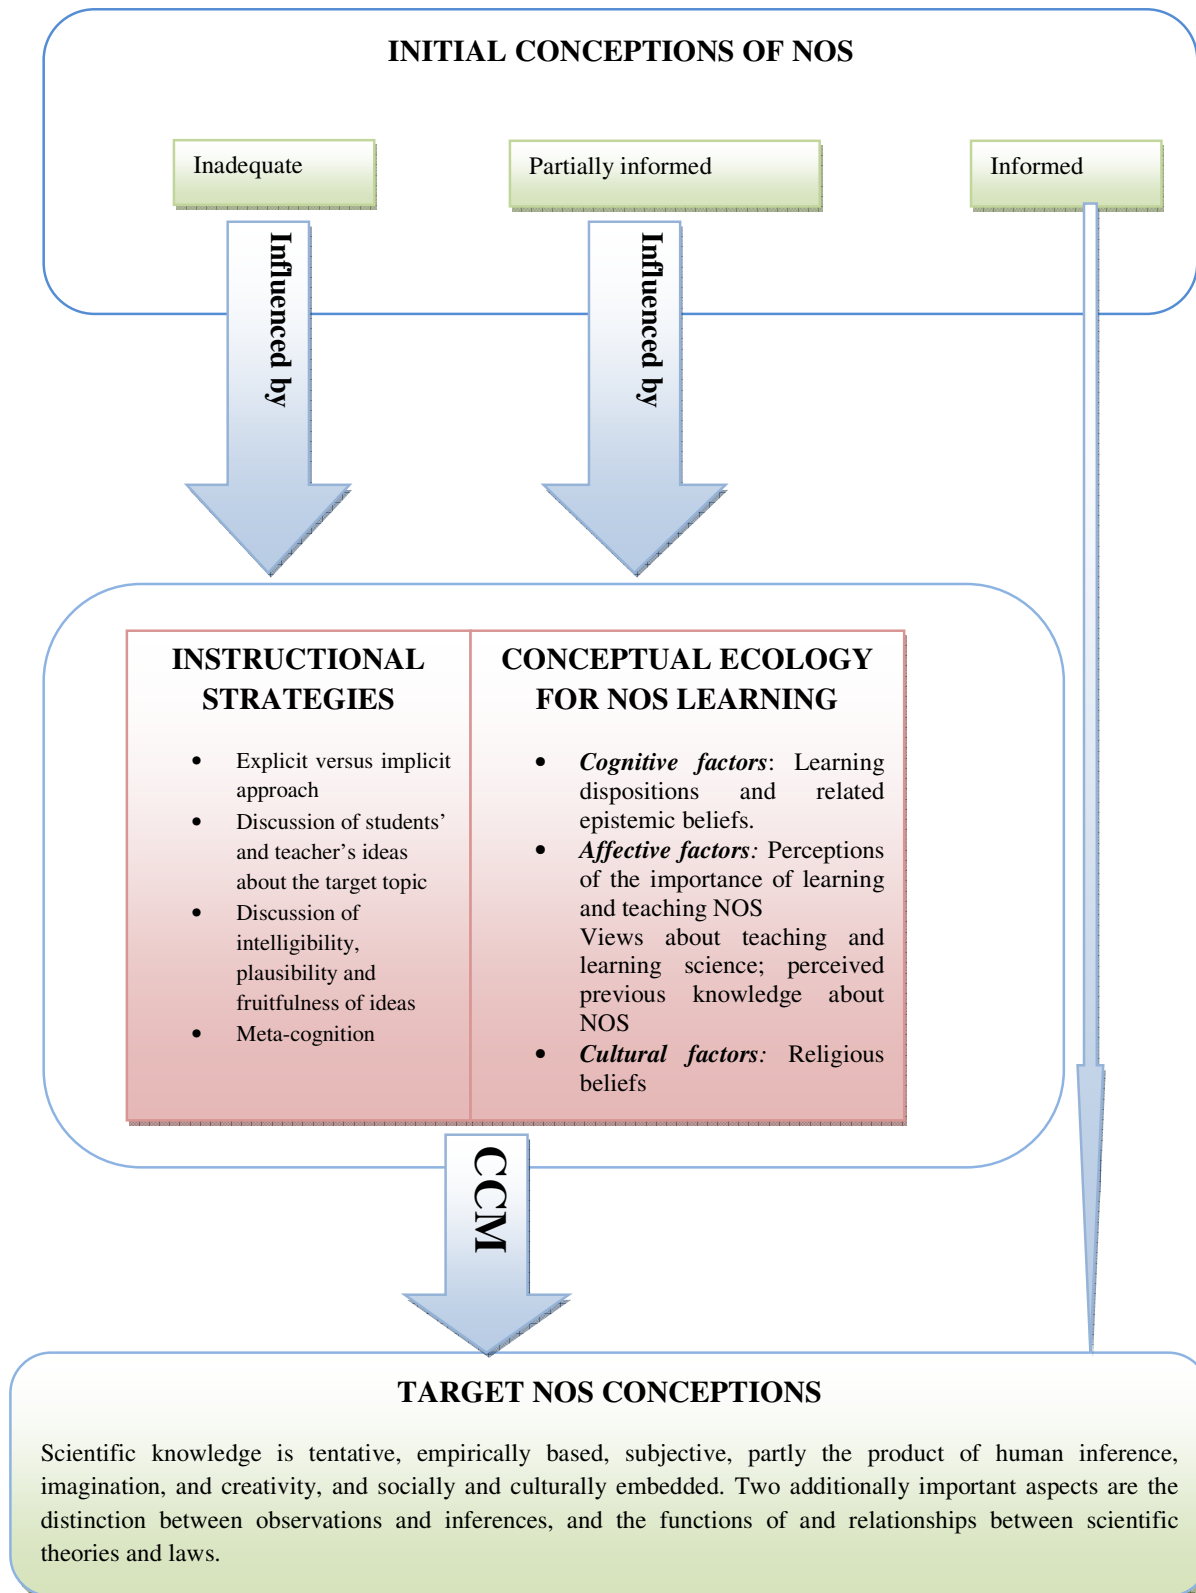 INITIAL CONCEPTIONS OF NOS
Inadequate
Partially informed
Informed
Influenced by
Influenced by
INSTRUCTIONAL
STRATEGIES
• Explicit versus implicit
approach
• Discussion of students’
and teacher’s ideas
about the target topic
• Discussion of
intelligibility,
plausibility and
fruitfulness of ideas
• Meta-cognition
CONCEPTUAL ECOLOGY
FOR NOS LEARNING
• Cognitive factors: Learning
dispositions and related
epistemic beliefs.
• Affective factors: Perceptions
of the importance of learning
and teaching NOS
Views about teaching and
learning science; perceived
previous knowledge about
NOS
• Cultural factors: Religious
beliefs
CCM
TARGET NOS CONCEPTIONS
Scientific knowledge is tentative, empirically based, subjective, partly the product of human inference,
imagination, and creativity, and socially and culturally embedded. Two additionally important aspects are the
distinction between observations and inferences, and the functions of and relationships between scientific
theories and laws.